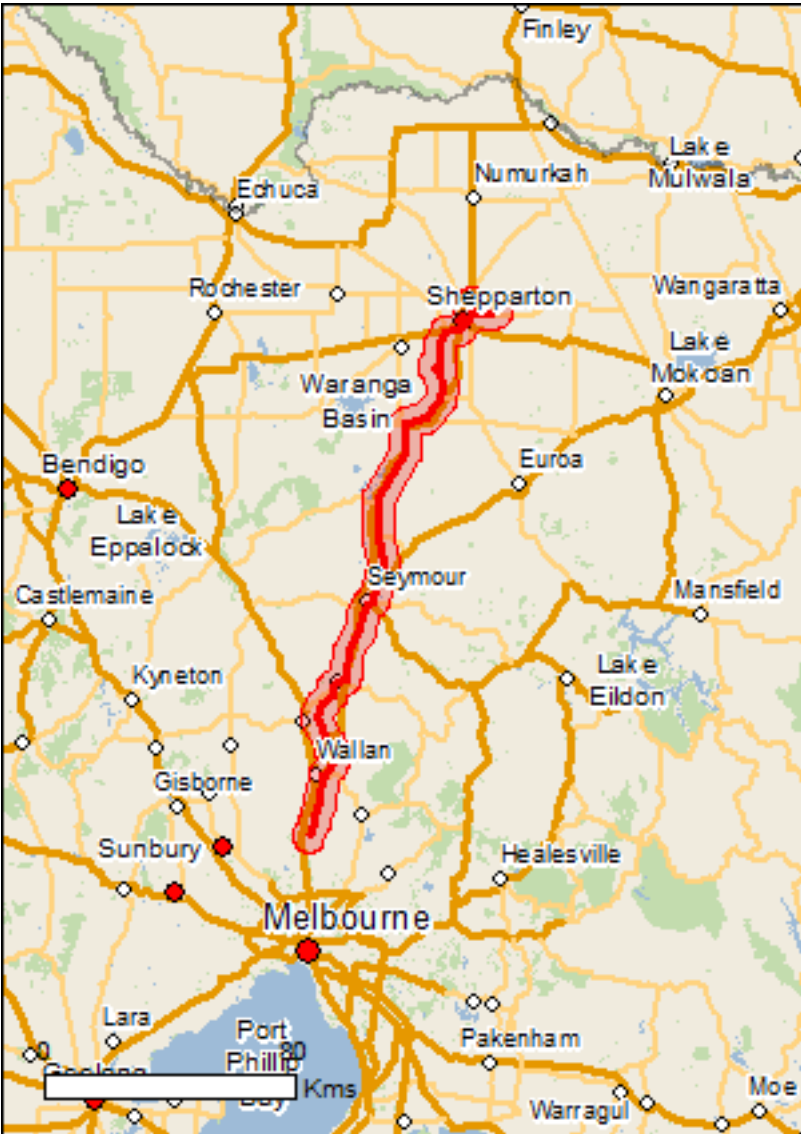 Finley
Lake
Mulwala
Numurkah
Echuca
Rochester
Shepparton
Wangaratta
Lake
Mokoan
Waranga
Basin
Euroa
Bendigo
Lake
Eppalock
Seymour
Castlemaine
Mansfield
Kyneton
Lake
Eildon
Wallan
Gisborne
Sunbury
Healesville
Melbourne
Lara
Port
Phillip
Bay
Pakenham
Geelong
0
80
Kms
Warragul
Moe